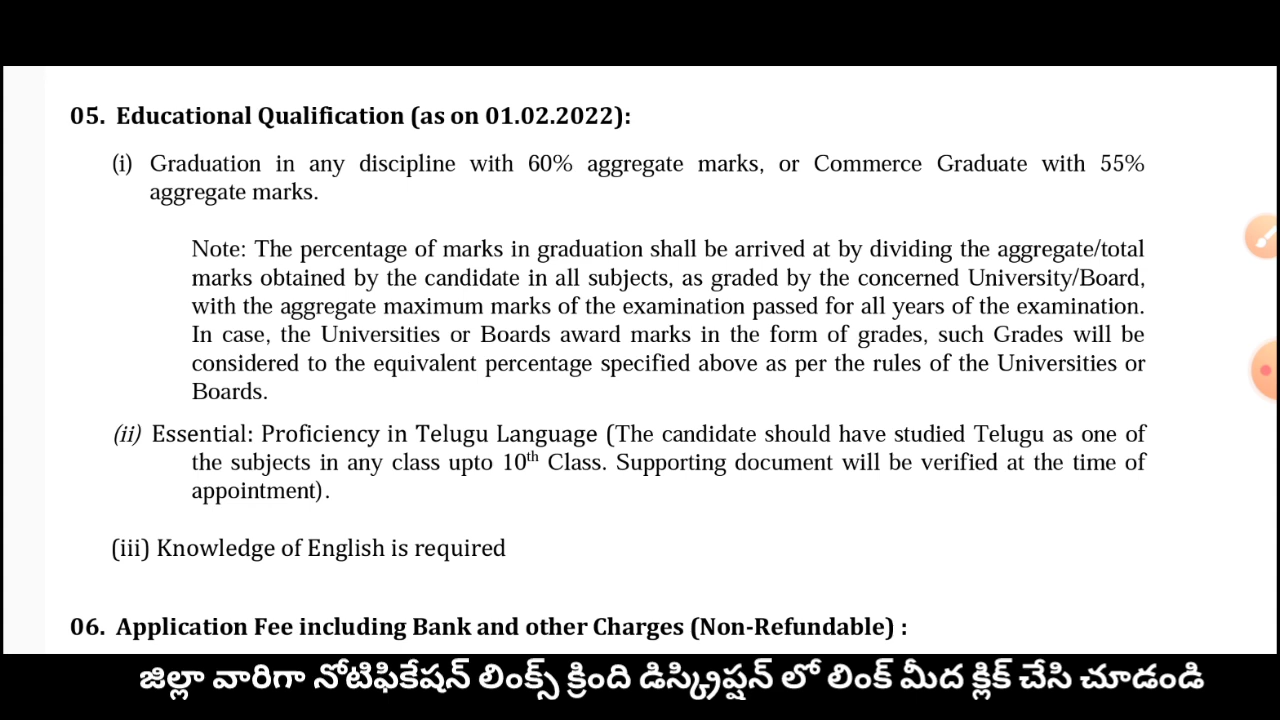 05. Educational Qualification (as on 01.02.2022):
(i) Graduation in any discipline with 60% aggregate marks, or Commerce Graduate with 55%
aggregate marks.
Note: The percentage of marks in graduation shall be arrived at by dividing the aggregate/total
marks obtained by the candidate in all subjects, as graded by the concerned University/Board,
with the aggregate maximum marks of the examination passed for all years of the examination.
In case, the Universities or Boards award marks in the form of grades, such Grades will be
considered to the equivalent percentage specified above as per the rules of the Universities or
Boards.
(ii) Essential: Proficiency in Telugu Language (The candidate should have studied Telugu as one of
the subjects in any class upto 10th Class. Supporting document will be verified at the time of
appointment).
(iii) Knowledge of English is required
06. Application Fee including Bank and other Charges (Non-Refundable) :
జిల్లా వారిగా నోటిఫికేషన్ లింక్స్ క్రింది డిస్క్రిప్షన్ లో లింక్ మీద క్లిక్ చేసి చూడండి